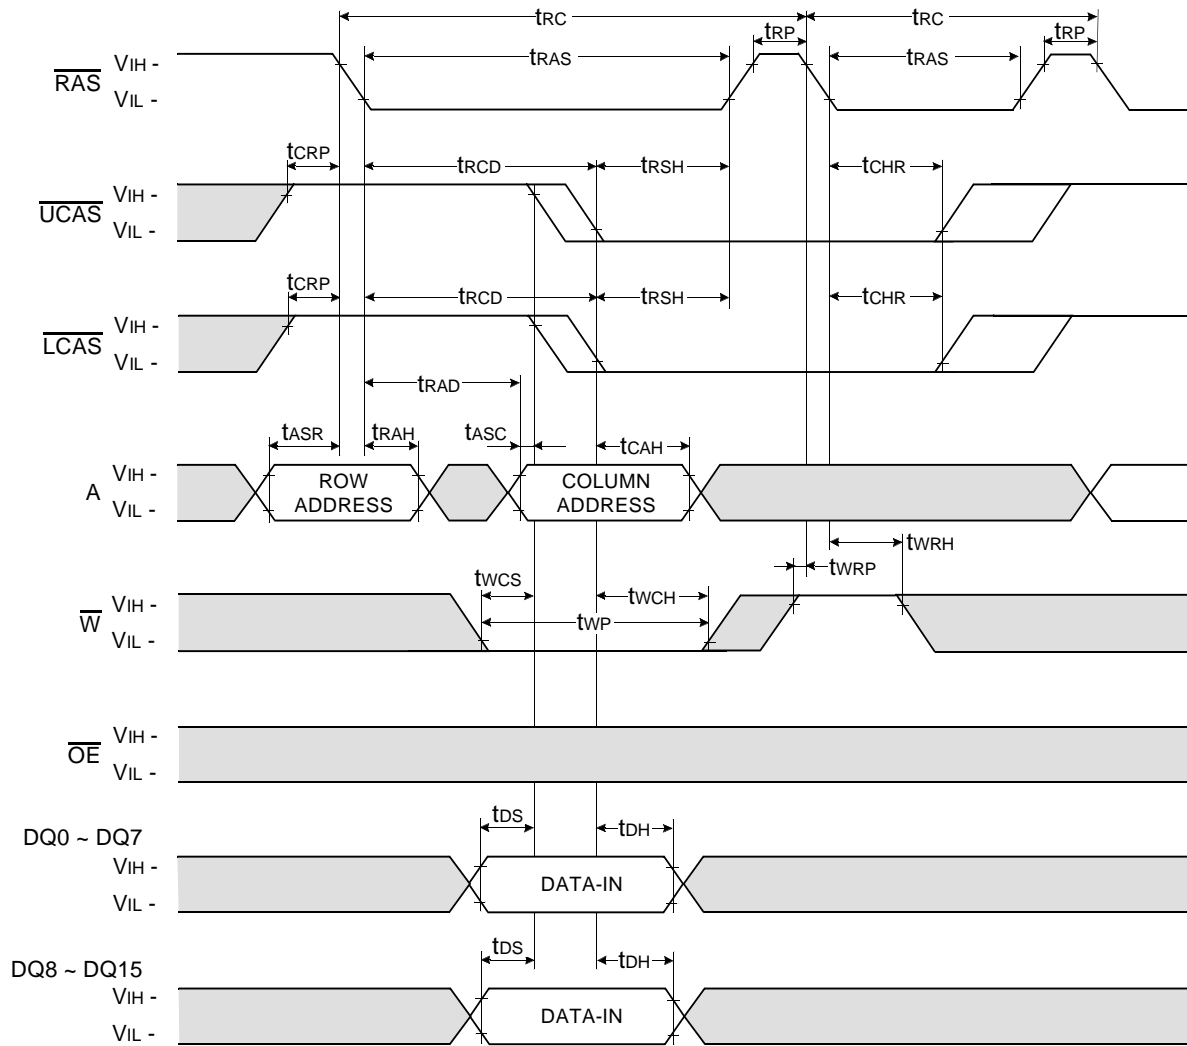 tRC tRC
tRP tRP
tRAS tRAS
RAS
VIH -
VIL -
tCRP tRCD tRSH tCHR
UCAS
VIH -
VIL -
tCRP tRCD tRSH tCHR
LCAS
VIH -
VIL -
tRAD
tASR tRAH tASC tCAH
A
VIH -
VIL -
ROW
ADDRESS
COLUMN
ADDRESS
tWRH
tWRP
tWCS tWCH
tWP
W
VIH -
VIL -
OE
VIH -
VIL -
tDS tDH
DQ0 ~ DQ7
VIH -
VIL -
DATA-IN
tDS tDH
DQ8 ~ DQ15
VIH -
VIL -
DATA-IN